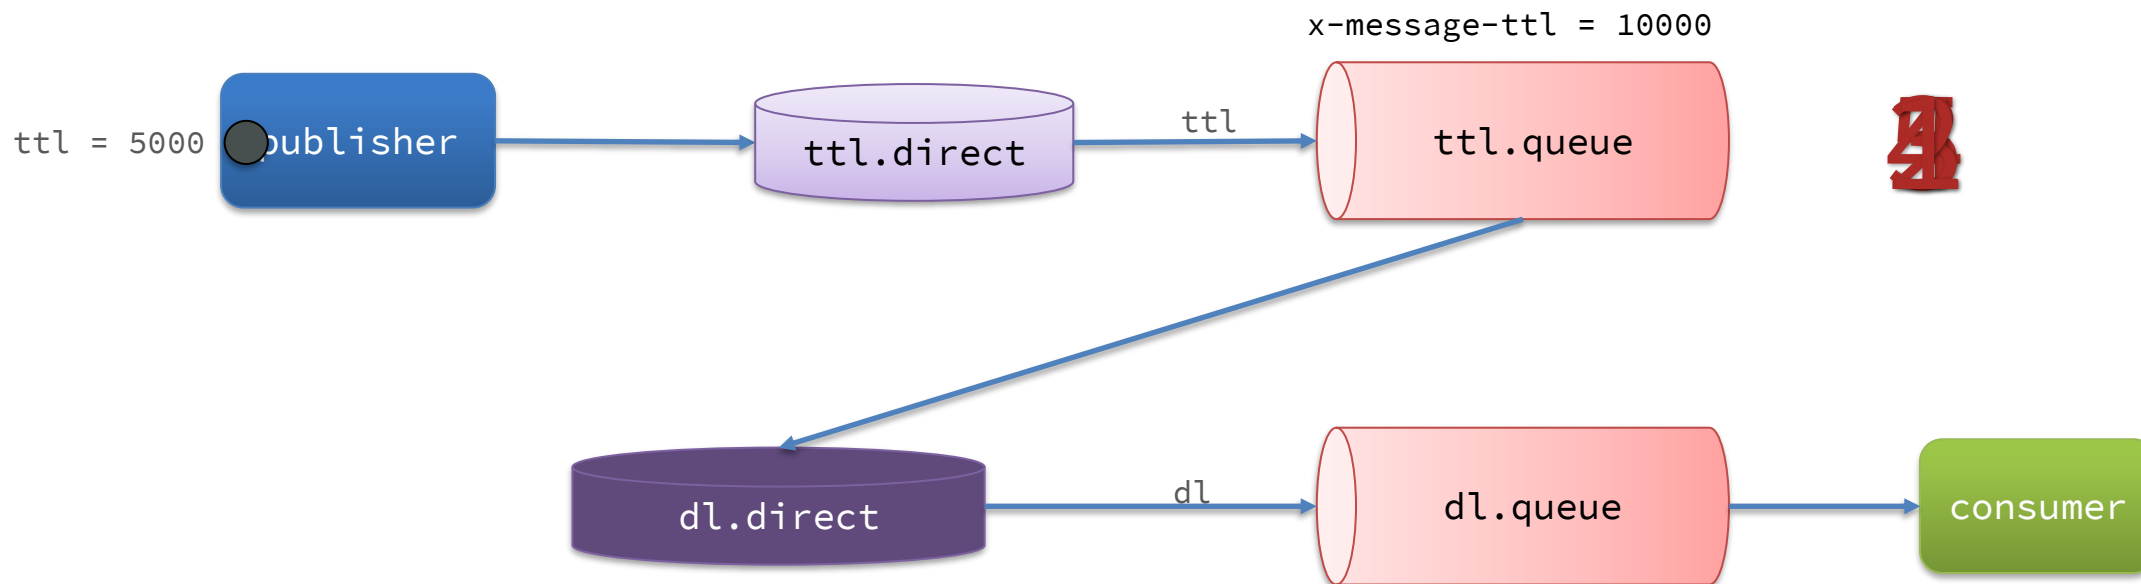 x-message-ttl = 10000
ttl = 5000
publisher
ttl.direct
ttl
ttl.queue
dl.direct
dl
dl.queue
consumer